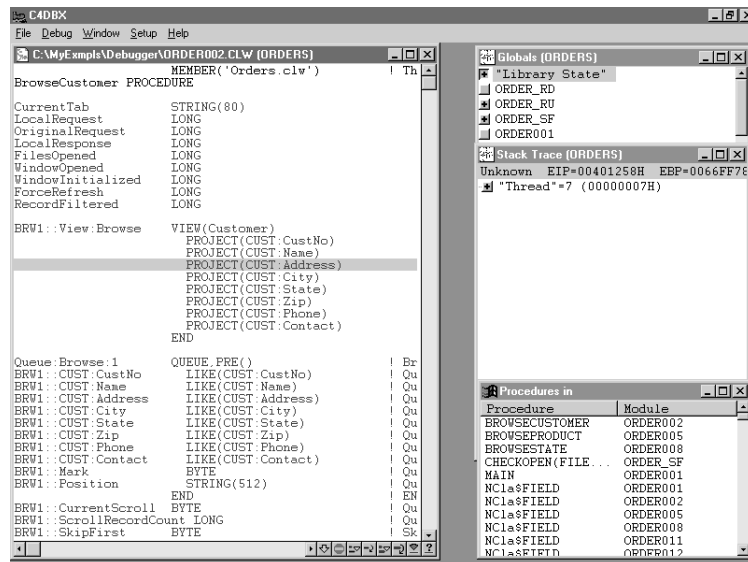 C4DBX
File Debug Window Setup Help
C:\MyExmpls\Debugger\ORDER002.CLW (ORDERS)
MEMBER('Orders.clw') ! Th
BrowseCustomer PROCEDURE
CurrentTab STRING(80)
LocalRequest LONG
OriginalRequest LONG
LocalResponse LONG
FilesOpened LONG
WindowOpened LONG
WindowInitialized LONG
ForceRefresh LONG
RecordFiltered LONG
BRW1::View:Browse VIEW(Customer)
PROJECT(CUST:CustNo)
PROJECT(CUST:Name)
PROJECT(CUST:Address)
PROJECT(CUST:City)
PROJECT(CUST:State)
PROJECT(CUST:Zip)
PROJECT(CUST:Phone)
PROJECT(CUST:Contact)
END
Queue:Browse:1 QUEUE,PRE() ! Br
BRW1::CUST:CustNo LIKE(CUST:CustNo) ! Qu
BRW1::CUST:Name LIKE(CUST:Name) ! Qu
BRW1::CUST:Address LIKE(CUST:Address) ! Qu
BRW1::CUST:City LIKE(CUST:City) ! Qu
BRW1::CUST:State LIKE(CUST:State) ! Qu
BRW1::CUST:Zip LIKE(CUST:Zip) ! Qu
BRW1::CUST:Phone LIKE(CUST:Phone) ! Qu
BRW1::CUST:Contact LIKE(CUST:Contact) ! Qu
BRW1::Mark BYTE ! Qu
BRW1::Position STRING(512) ! Qu
END ! EN
BRW1::CurrentScroll BYTE ! Qu
BRW1::ScrollRecordCount LONG ! Qu
BRW1::SkipFirst BYTE ! Sk
Globals (ORDERS)
"Library State"
ORDER_RD
ORDER_RU
ORDER_SF
ORDER001
Stack Trace (ORDERS)
Unknown EIP=00401258H EBP=0066FF78
"Thread"=7 (00000007H)
Procedures in
Procedure Module
BROWSECUSTOMER ORDER002
BROWSEPRODUCT ORDER005
BROWSESTATE ORDER008
CHECKOPEN(FILE... ORDER_SF
MAIN ORDER001
NCla$FIELD ORDER001
NCla$FIELD ORDER002
NCla$FIELD ORDER005
NCla$FIELD ORDER008
NCla$FIELD ORDER011
NCla$FIELD ORDER012